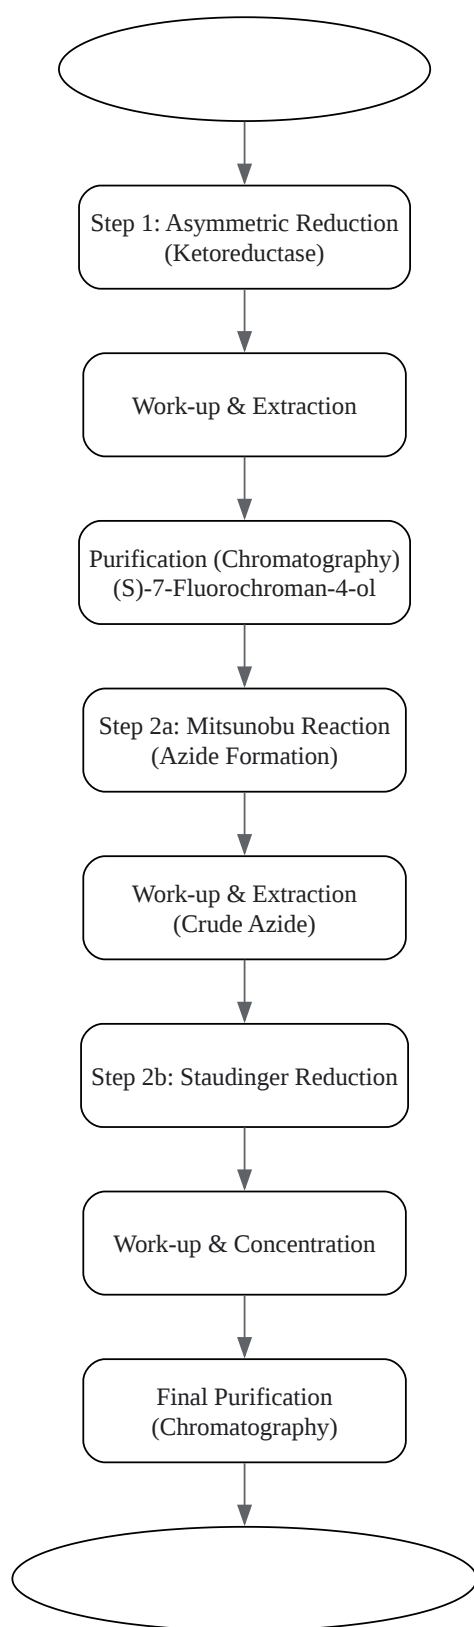 Step 1: Asymmetric Reduction
(Ketoreductase)
Work-up & Extraction
Purification (Chromatography)
(S)-7-Fluorochroman-4-ol
Step 2a: Mitsunobu Reaction
(Azide Formation)
Work-up & Extraction
(Crude Azide)
Step 2b: Staudinger Reduction
Work-up & Concentration
Final Purification
(Chromatography)